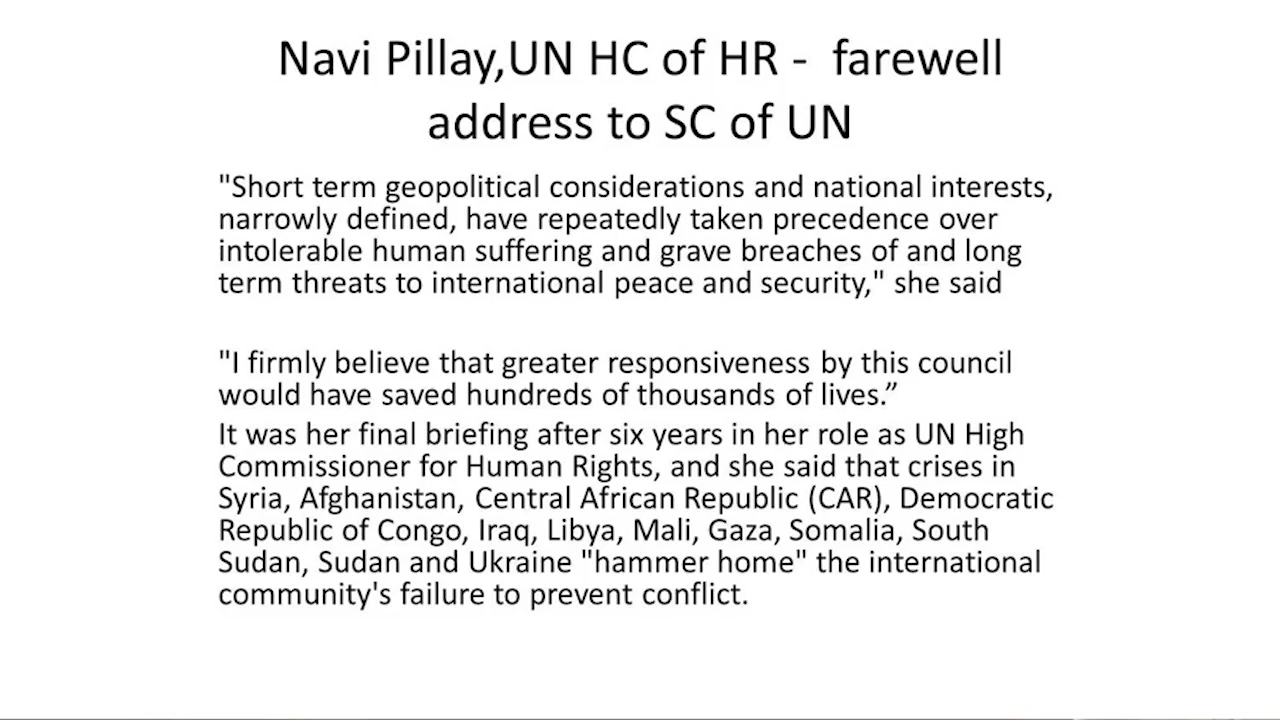 Navi Pillay,UN HC of HR -  farewell
address to SC of UN
"Short term geopolitical considerations and national interests,
narrowly defined, have repeatedly taken precedence over
intolerable human suffering and grave breaches of and long
term threats to international peace and security," she said
"I firmly believe that greater responsiveness by this council
would have saved hundreds of thousands of lives.”
It was her final briefing after six years in her role as UN High
Commissioner for Human Rights, and she said that crises in
Syria, Afghanistan, Central African Republic (CAR), Democratic
Republic of Congo, Iraq, Libya, Mali, Gaza, Somalia, South
Sudan, Sudan and Ukraine "hammer home" the international
community's failure to prevent conflict.